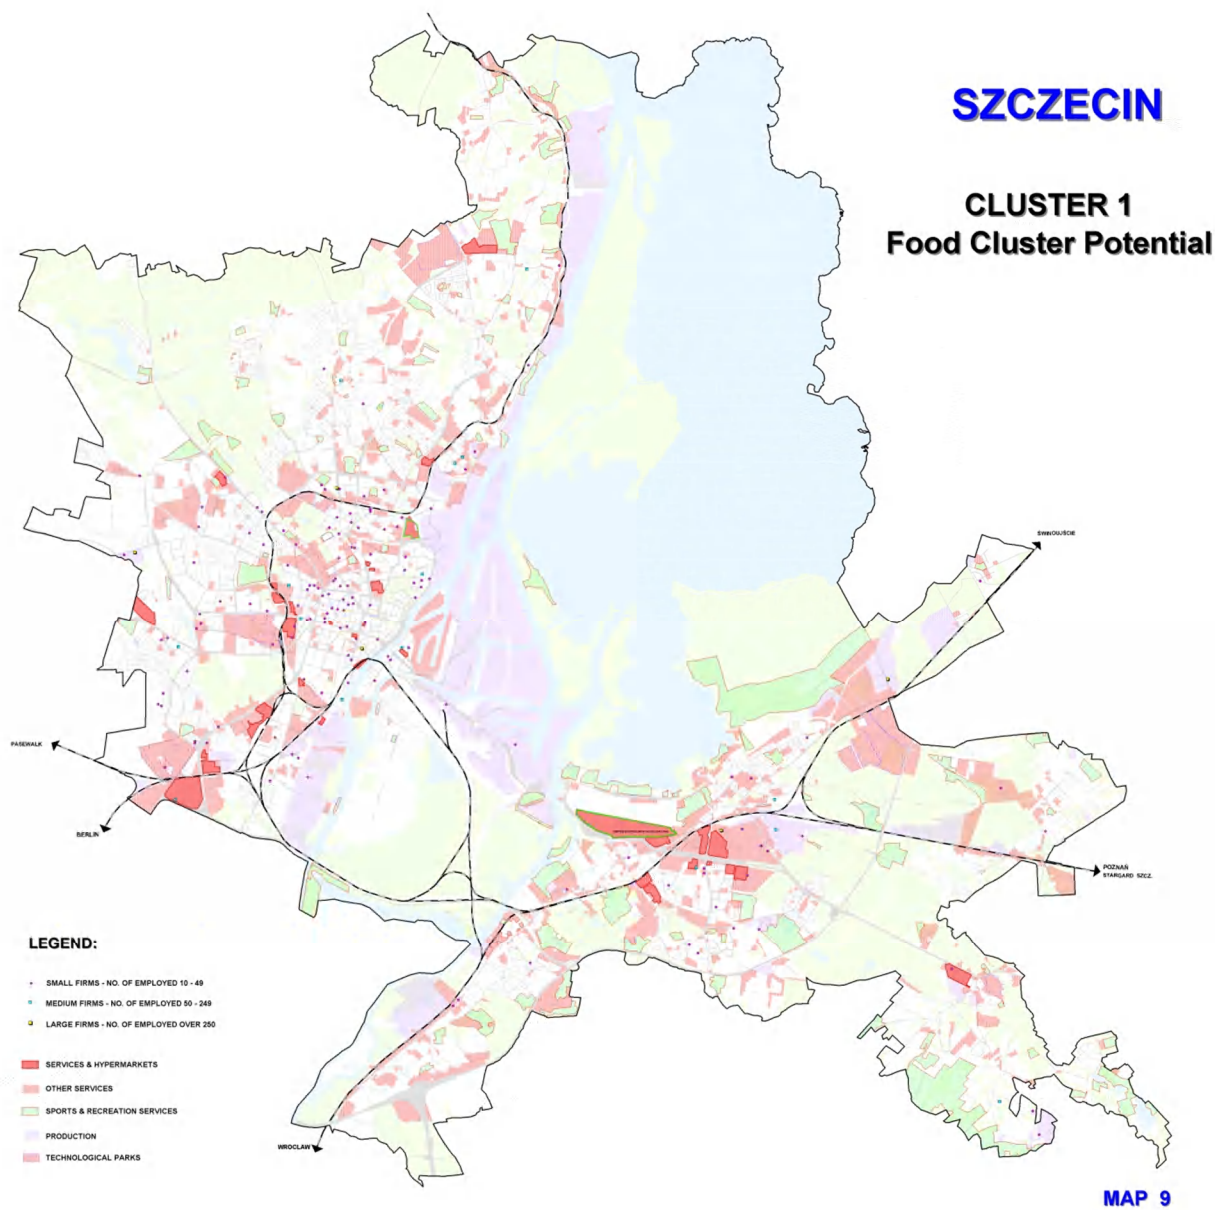 SZCZECIN
CLUSTER 1
Food Cluster Potential
ŚWINOUJŚCIE
PASEWALK
BERLIN
POZNAŃ
STARGARD SZCZ.
WROCŁAW
LEGEND:
SMALL FIRMS - NO. OF EMPLOYED 10 - 49
MEDIUM FIRMS - NO. OF EMPLOYED 50 - 249
LARGE FIRMS - NO. OF EMPLOYED OVER 250
SERVICES & HYPERMARKETS
OTHER SERVICES
SPORTS & RECREATION SERVICES
PRODUCTION
TECHNOLOGICAL PARKS
MAP 9